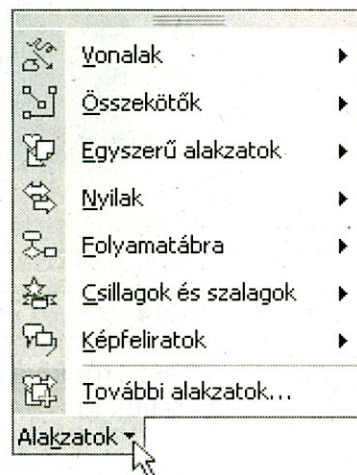 Vonalak
Összekötők
Egyszerű alakzatok
Nyilak
Folyamatábra
Csillagok és szalagok
Képfeliratok
További alakzatok...
Alakzatok